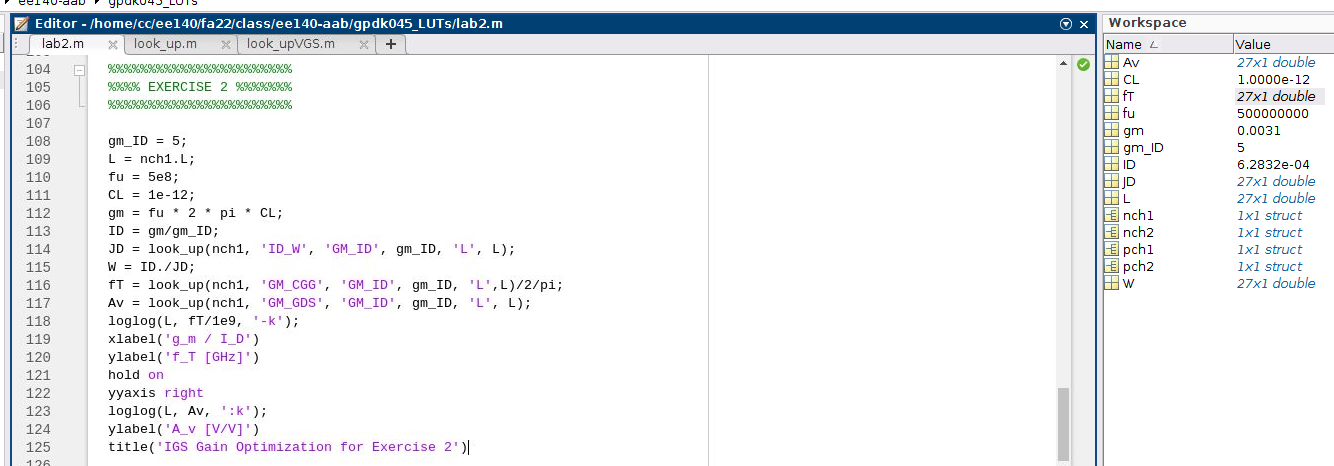 ee140-aab gpdk045_LUTs
Editor - /home/cc/ee140/fa22/class/ee140-aab/gpdk045_LUTs/lab2.m
lab2.m look_up.m look_upVGS.m +
104 %%%%%%%%%%%%%%%%%%%%%%%
105 %%%% EXERCISE 2 %%%%%%%
106 %%%%%%%%%%%%%%%%%%%%%%%
107
108 gm_ID = 5;
109 L = nch1.L;
110 fu = 5e8;
111 CL = 1e-12;
112 gm = fu * 2 * pi * CL;
113 ID = gm/gm_ID;
114 JD = look_up(nch1, 'ID_W', 'GM_ID', gm_ID, 'L', L);
115 W = ID./JD;
116 fT = look_up(nch1, 'GM_CGG', 'GM_ID', gm_ID, 'L',L)/2/pi;
117 Av = look_up(nch1, 'GM_GDS', 'GM_ID', gm_ID, 'L', L);
118 loglog(L, fT/1e9, '-k');
119 xlabel('g_m / I_D')
120 ylabel('f_T [GHz]')
121 hold on
122 yyaxis right
123 loglog(L, Av, ':k');
124 ylabel('A_v [V/V]')
125 title('IGS Gain Optimization for Exercise 2')
Workspace
Name Value
Av 27x1 double
CL 1.0000e-12
fT 27x1 double
fu 500000000
gm 0.0031
gm_ID 5
ID 6.2832e-04
JD 27x1 double
L 27x1 double
nch1 1x1 struct
nch2 1x1 struct
pch1 1x1 struct
pch2 1x1 struct
W 27x1 double